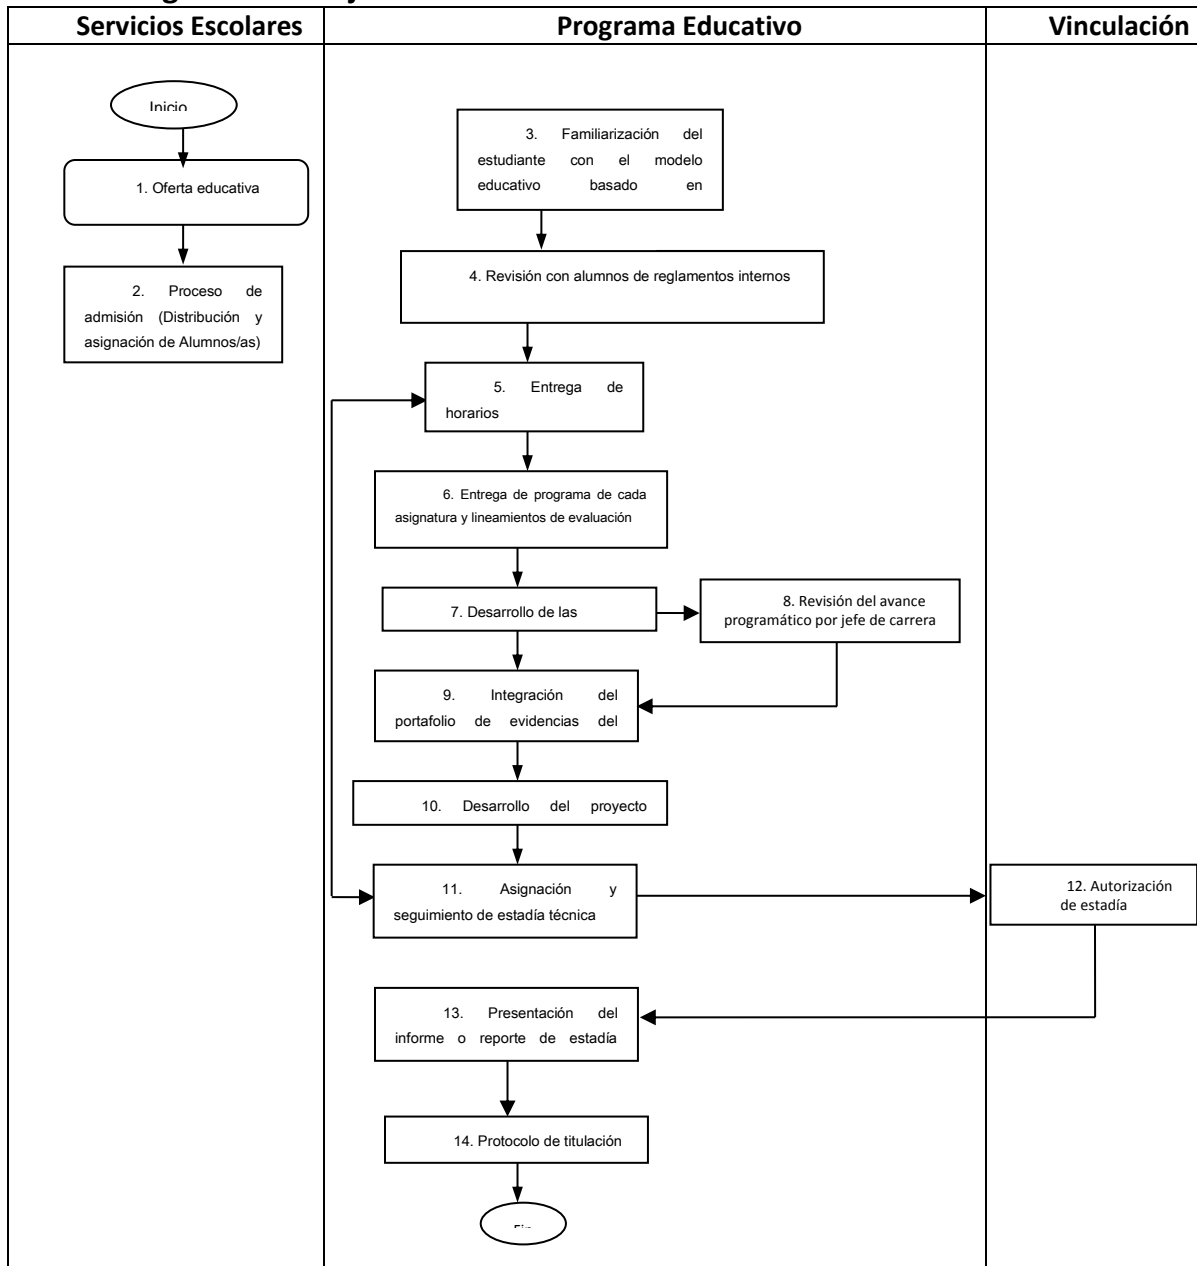 Servicios Escolares
Programa Educativo
Vinculación
Inicio
1. Oferta educativa
2. Proceso de
admisión (Distribución y
asignación de Alumnos/as)
3. Familiarización del
estudiante con el modelo
educativo basado en
4. Revisión con alumnos de reglamentos internos
5. Entrega de
horarios
6. Entrega de programa de cada
asignatura y lineamientos de evaluación
7. Desarrollo de las
8. Revisión del avance
programático por jefe de carrera
9. Integración del
portafolio de evidencias del
10. Desarrollo del proyecto
11. Asignación y
seguimiento de estadía técnica
12. Autorización
de estadía
13. Presentación del
informe o reporte de estadía
14. Protocolo de titulación